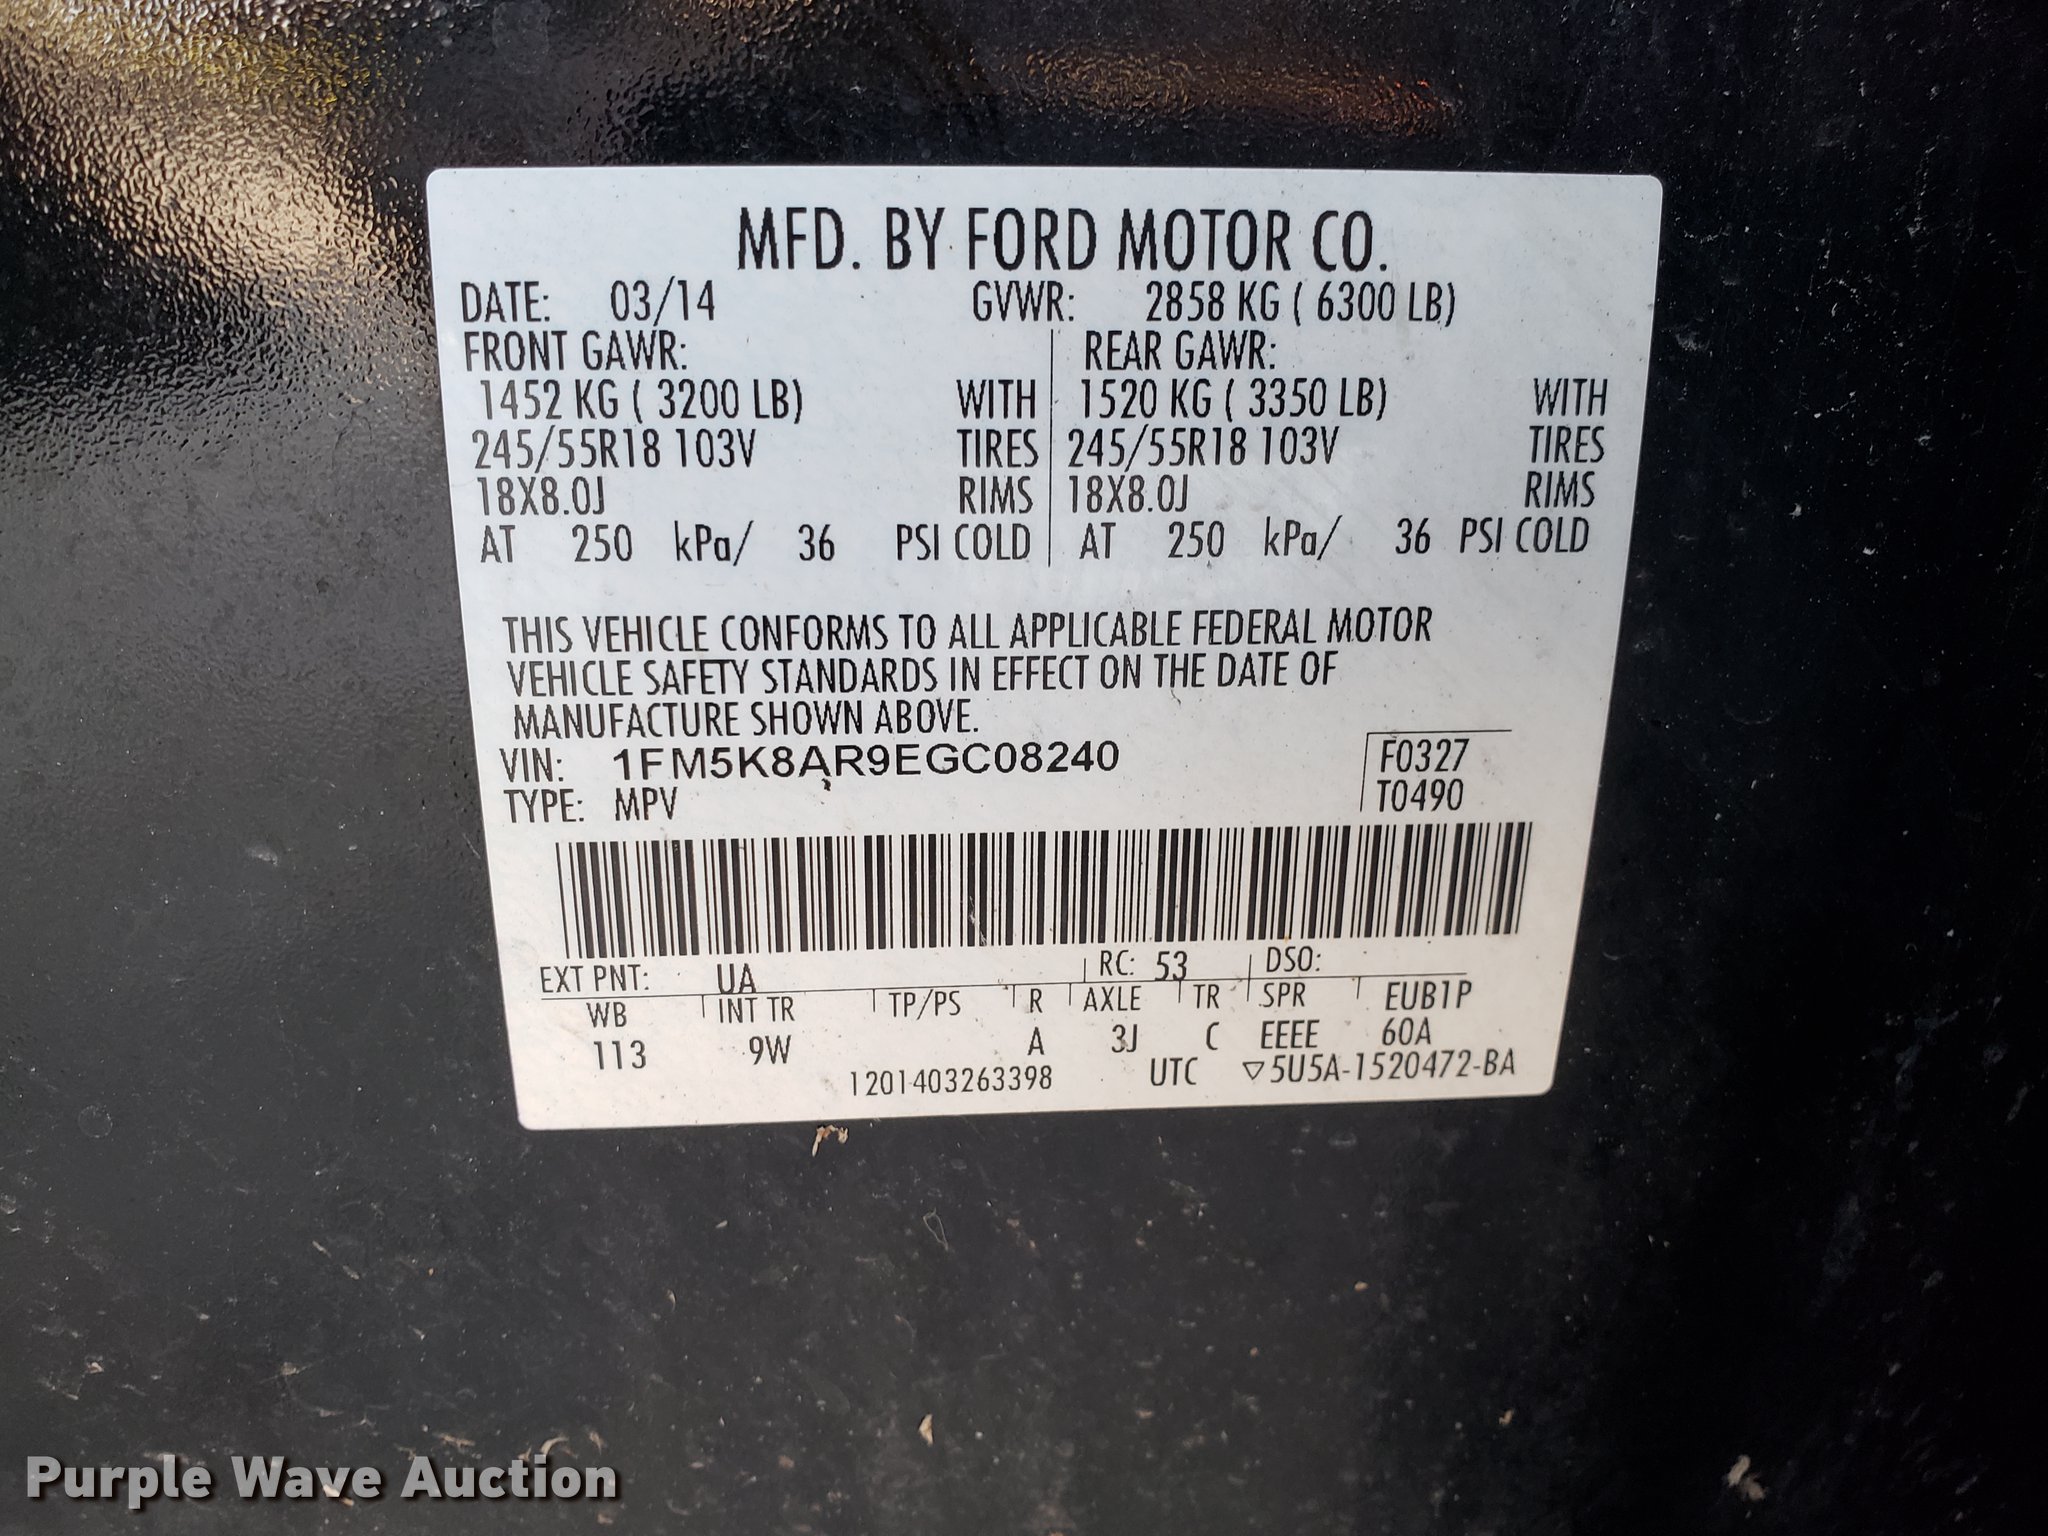 MFD. BY FORD MOTOR CO.
DATE: 03/14 GVWR: 2858 KG ( 6300 LB)
FRONT GAWR: REAR GAWR:
1452 KG ( 3200 LB) WITH 1520 KG ( 3350 LB) WITH
245/55R18 103V TIRES 245/55R18 103V TIRES
18X8.0J RIMS 18X8.0J RIMS
AT 250 kPa/ 36 PSI COLD AT 250 kPa/ 36 PSI COLD
THIS VEHICLE CONFORMS TO ALL APPLICABLE FEDERAL MOTOR
VEHICLE SAFETY STANDARDS IN EFFECT ON THE DATE OF
MANUFACTURE SHOWN ABOVE.
VIN: 1FM5K8AR9EGC08240 F0327
TYPE: MPV T0490
EXT PNT: UA RC: 53 DSO:
WB INT TR TP/PS R AXLE TR SPR EUB1P
113 9W A 3J C EEEE 60A
1201403263398 UTC ▽5U5A-1520472-BA
Purple Wave Auction